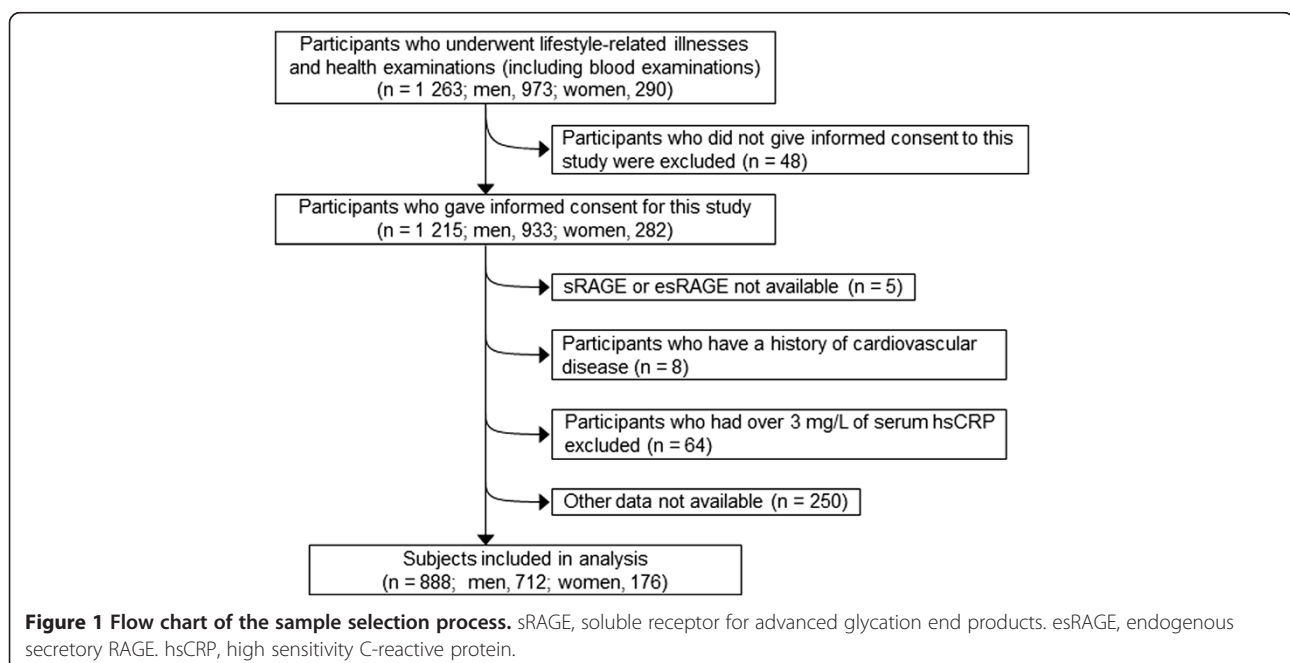 Participants who underwent lifestyle-related illnesses
and health examinations (including blood examinations)
(n = 1 263; men, 973; women, 290)
Participants who did not give informed consent to this
study were excluded (n = 48)
Participants who gave informed consent for this study
(n = 1 215; men, 933; women, 282)
sRAGE or esRAGE not available (n = 5)
Participants who have a history of cardiovascular
disease (n = 8)
Participants who had over 3 mg/L of serum hsCRP
excluded (n = 64)
Other data not available (n = 250)
Subjects included in analysis
(n = 888; men, 712; women, 176)
Figure 1 Flow chart of the sample selection process. sRAGE, soluble receptor for advanced glycation end products. esRAGE, endogenous
secretory RAGE. hsCRP, high sensitivity C-reactive protein.